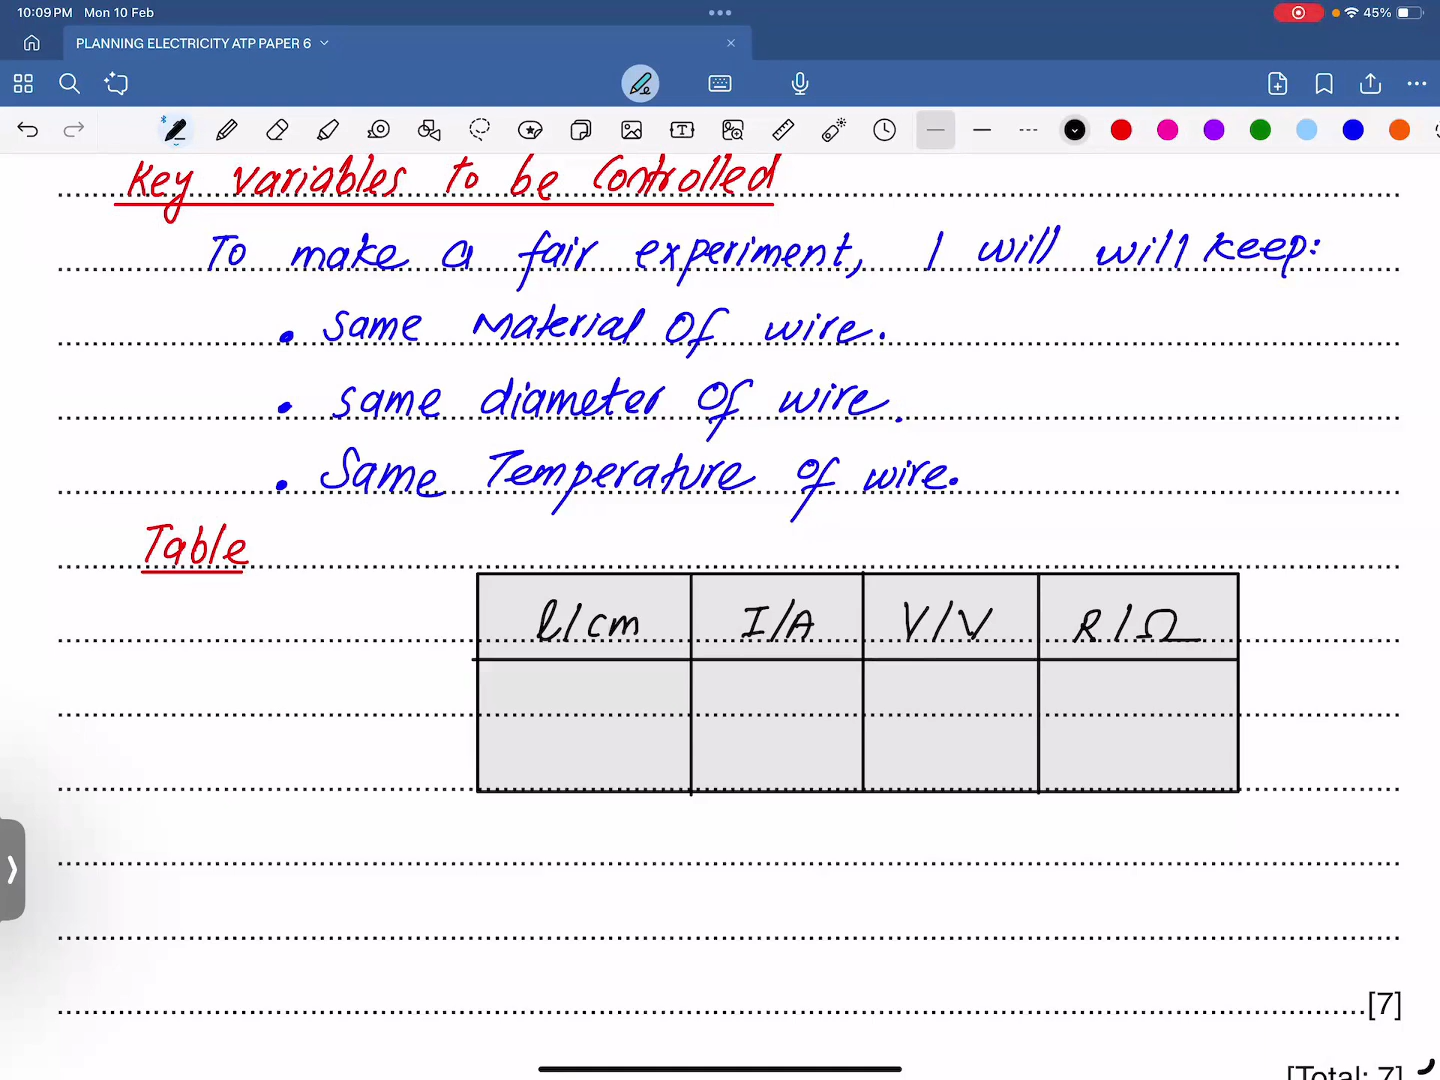 10:09 PM Mon 10 Feb
45%
PLANNING ELECTRICITY ATP PAPER 6
Key variables to be Controlled
To make a fair experiment, I will will keep:
• same Material Of wire.
• same diameter Of wire.
• Same Temperature of wire.
Table
l/cm I/A V/V R/Ω
[7]
[Total: 7]